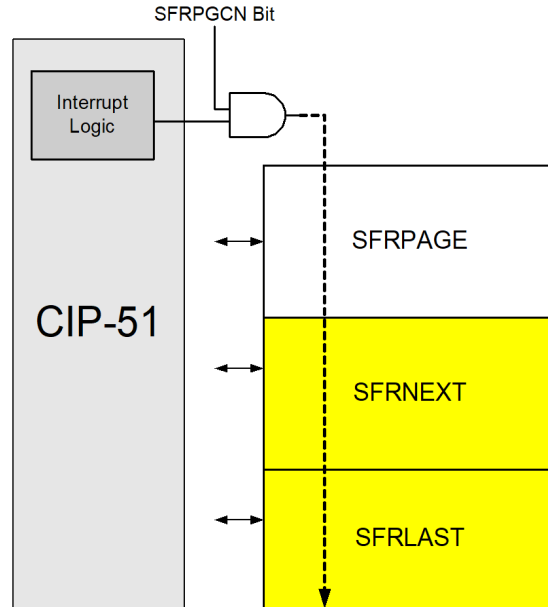 SFRPGCN Bit
Interrupt
Logic
SFRPAGE
CIP-51
SFRNEXT
SFRLAST